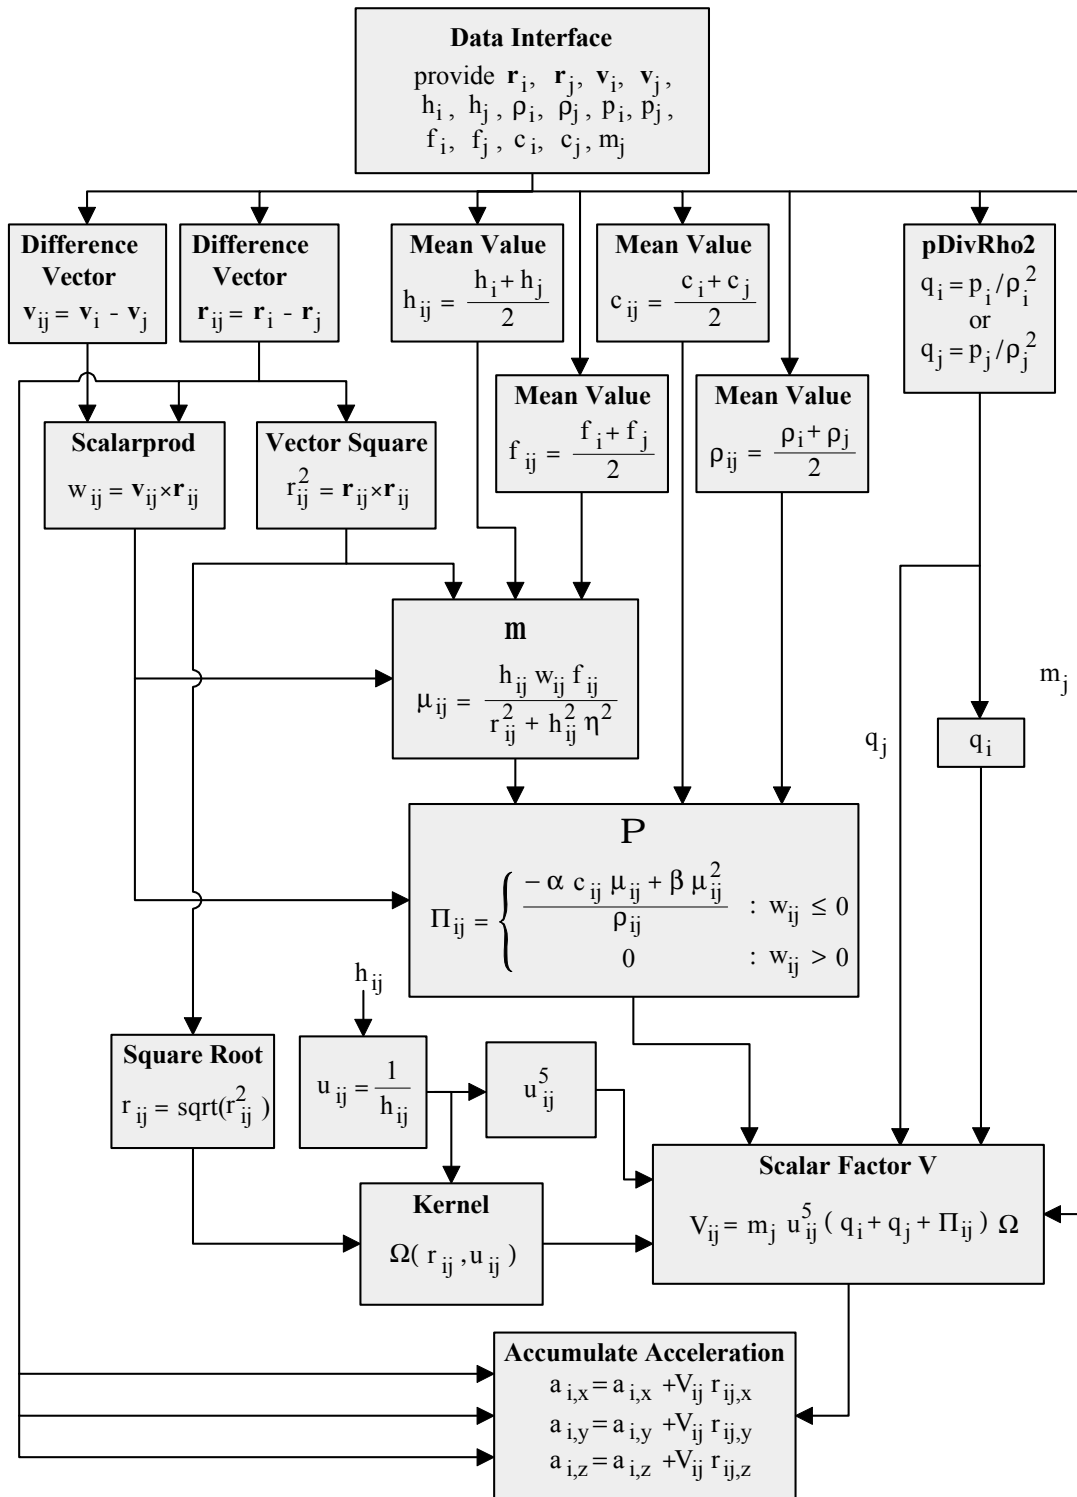 Data Interface
provide r_i, r_j, v_i, v_j,
h_i, h_j, ρ_i, ρ_j, p_i, p_j,
f_i, f_j, c_i, c_j, m_j
Difference
Vector
v_ij = v_i - v_j
Difference
Vector
r_ij = r_i - r_j
Mean Value
h_ij = (h_i + h_j)/2
Mean Value
c_ij = (c_i + c_j)/2
pDivRho2
q_i = p_i/ρ_i^2
or
q_j = p_j/ρ_j^2
Mean Value
f_ij = (f_i + f_j)/2
Mean Value
ρ_ij = (ρ_i + ρ_j)/2
Scalarprod
w_ij = v_ij × r_ij
Vector Square
r_ij^2 = r_ij × r_ij
m
μ_ij = (h_ij w_ij f_ij)/(r_ij^2 + h_ij^2 η^2)
m_j
q_j
q_i
P
Π_ij = { (- α c_ij μ_ij + β μ_ij^2)/ρ_ij : w_ij ≤ 0
0 : w_ij > 0
h_ij
Square Root
r_ij = sqrt(r_ij^2)
u_ij = 1/h_ij
u_ij^5
Kernel
Ω( r_ij , u_ij )
Scalar Factor V
V_ij = m_j u_ij^5 ( q_i + q_j + Π_ij ) Ω
Accumulate Acceleration
a_i,x = a_i,x + V_ij r_ij,x
a_i,y = a_i,y + V_ij r_ij,y
a_i,z = a_i,z + V_ij r_ij,z